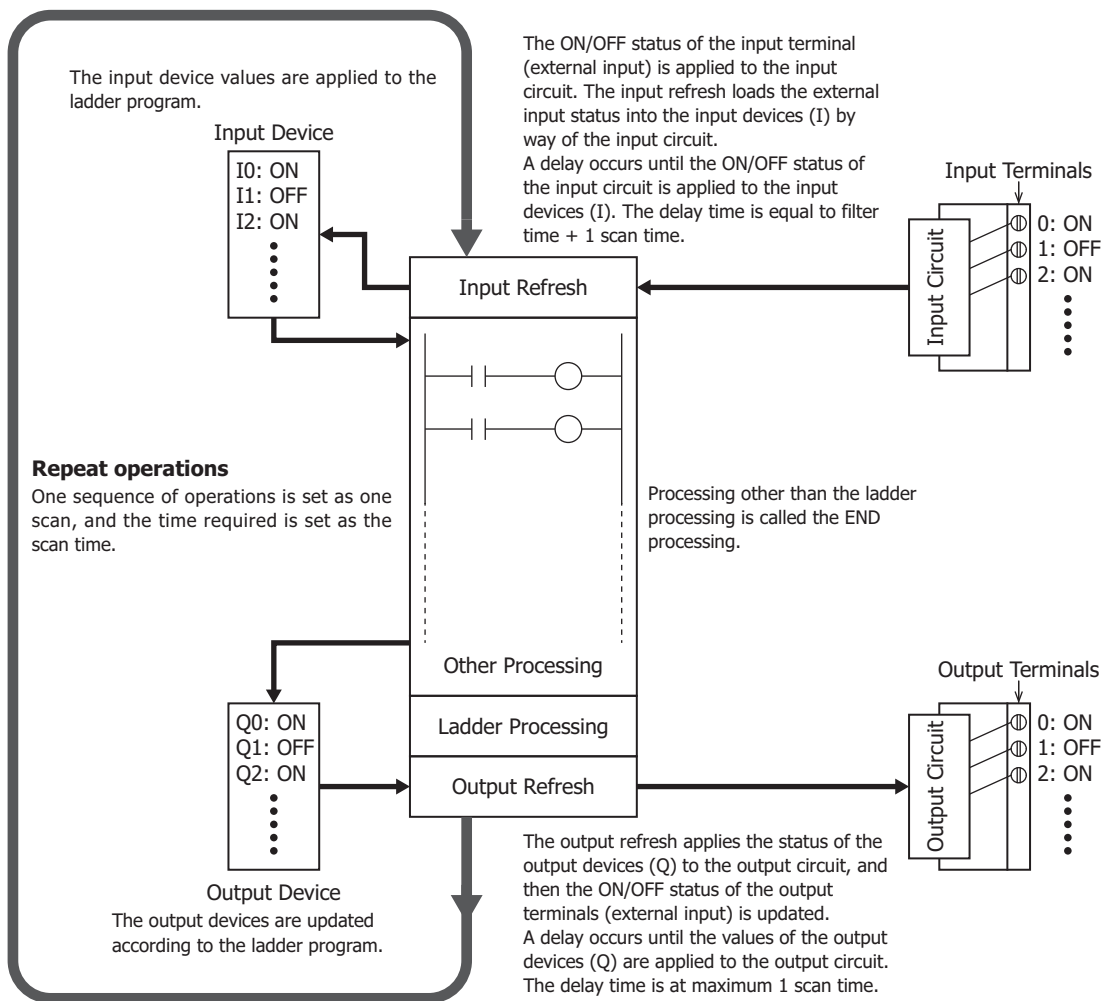 The input device values are applied to the
ladder program.
Input Device
I0: ON
I1: OFF
I2: ON
The ON/OFF status of the input terminal
(external input) is applied to the input
circuit. The input refresh loads the external
input status into the input devices (I) by
way of the input circuit.
A delay occurs until the ON/OFF status of
the input circuit is applied to the input
devices (I). The delay time is equal to filter
time + 1 scan time.
Input Terminals
Input Circuit
0: ON
1: OFF
2: ON
Input Refresh
Repeat operations
One sequence of operations is set as one
scan, and the time required is set as the
scan time.
Processing other than the ladder
processing is called the END
processing.
Other Processing
Ladder Processing
Output Refresh
Q0: ON
Q1: OFF
Q2: ON
Output Device
The output devices are updated
according to the ladder program.
Output Terminals
Output Circuit
0: ON
1: OFF
2: ON
The output refresh applies the status of the
output devices (Q) to the output circuit, and
then the ON/OFF status of the output
terminals (external input) is updated.
A delay occurs until the values of the output
devices (Q) are applied to the output circuit.
The delay time is at maximum 1 scan time.